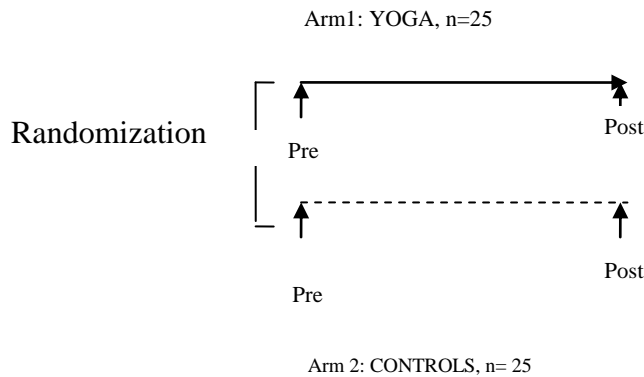 Arm1: YOGA, n=25
Randomization
Pre
Post
Pre
Post
Arm 2: CONTROLS, n= 25